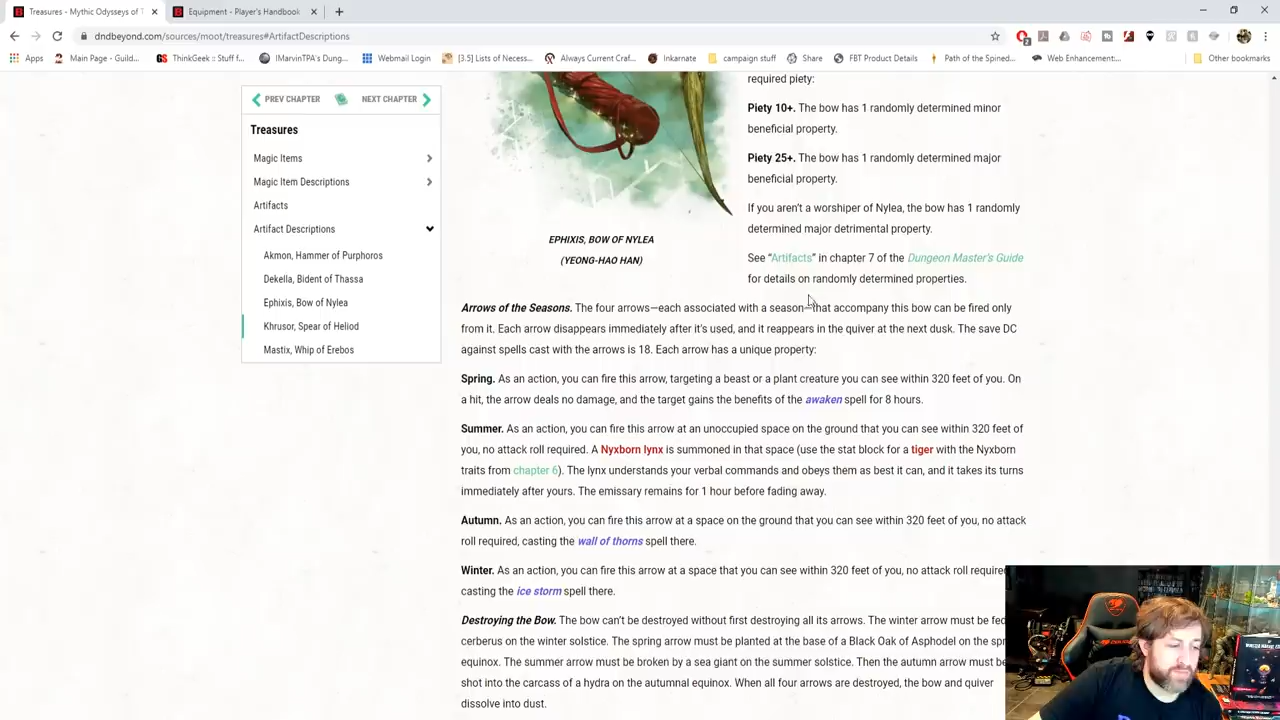 Treasures - Mythic Odysseys of T
Equipment - Player's Handbook
dndbeyond.com/sources/moot/treasures#ArtifactDescriptions
Apps
Main Page - Guild...
ThinkGeek :: Stuff f...
IMarvinTPA's Dung...
Webmail Login
[3.5] Lists of Necess...
Always Current Craf...
Inkarnate
campaign stuff
Share
FBT Product Details
Path of the Spined...
Web Enhancement:...
Other bookmarks
PREV CHAPTER
NEXT CHAPTER
Treasures
Magic Items
Magic Item Descriptions
Artifacts
Artifact Descriptions
Akmon, Hammer of Purphoros
Dekella, Bident of Thassa
Ephixis, Bow of Nylea
Khrusor, Spear of Heliod
Mastix, Whip of Erebos
EPHIXIS, BOW OF NYLEA
(YEONG-HAO HAN)
required piety:
Piety 10+. The bow has 1 randomly determined minor
beneficial property.
Piety 25+. The bow has 1 randomly determined major
beneficial property.
If you aren't a worshiper of Nylea, the bow has 1 randomly
determined major detrimental property.
See “Artifacts” in chapter 7 of the Dungeon Master's Guide
for details on randomly determined properties.
Arrows of the Seasons. The four arrows—each associated with a season—that accompany this bow can be fired only
from it. Each arrow disappears immediately after it's used, and it reappears in the quiver at the next dusk. The save DC
against spells cast with the arrows is 18. Each arrow has a unique property:
Spring. As an action, you can fire this arrow, targeting a beast or a plant creature you can see within 320 feet of you. On
a hit, the arrow deals no damage, and the target gains the benefits of the awaken spell for 8 hours.
Summer. As an action, you can fire this arrow at an unoccupied space on the ground that you can see within 320 feet of
you, no attack roll required. A Nyxborn lynx is summoned in that space (use the stat block for a tiger with the Nyxborn
traits from chapter 6). The lynx understands your verbal commands and obeys them as best it can, and it takes its turns
immediately after yours. The emissary remains for 1 hour before fading away.
Autumn. As an action, you can fire this arrow at a space on the ground that you can see within 320 feet of you, no attack
roll required, casting the wall of thorns spell there.
Winter. As an action, you can fire this arrow at a space that you can see within 320 feet of you, no attack roll require
casting the ice storm spell there.
Destroying the Bow. The bow can't be destroyed without first destroying all its arrows. The winter arrow must be fed
cerberus on the winter solstice. The spring arrow must be planted at the base of a Black Oak of Asphodel on the spr
equinox. The summer arrow must be broken by a sea giant on the summer solstice. Then the autumn arrow must be
shot into the carcass of a hydra on the autumnal equinox. When all four arrows are destroyed, the bow and quiver
dissolve into dust.